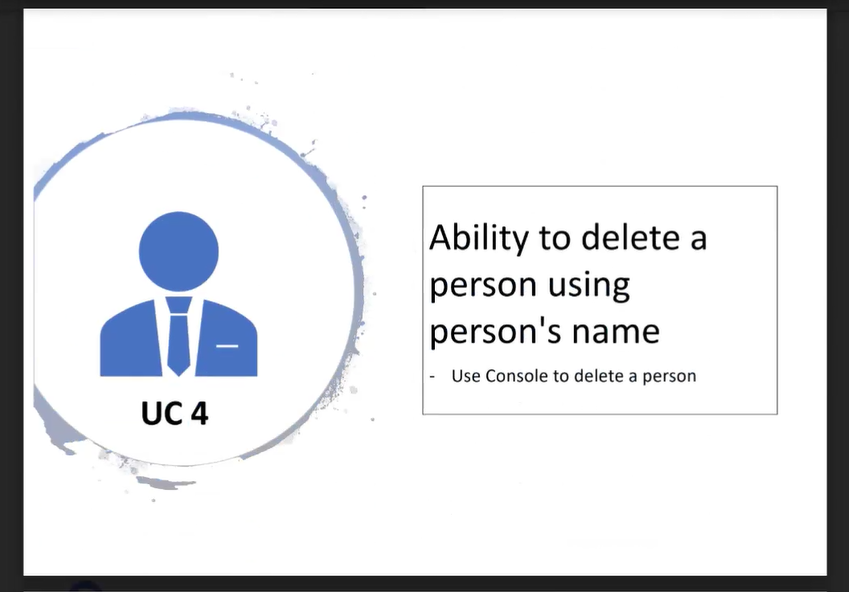 UC 4
Ability to delete a
person using
person's name
- Use Console to delete a person